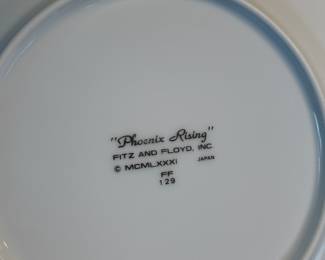 "Phoenix Rising"
FITZ AND FLOYD, INC.
© MCMLXXXI JAPAN
FF
129